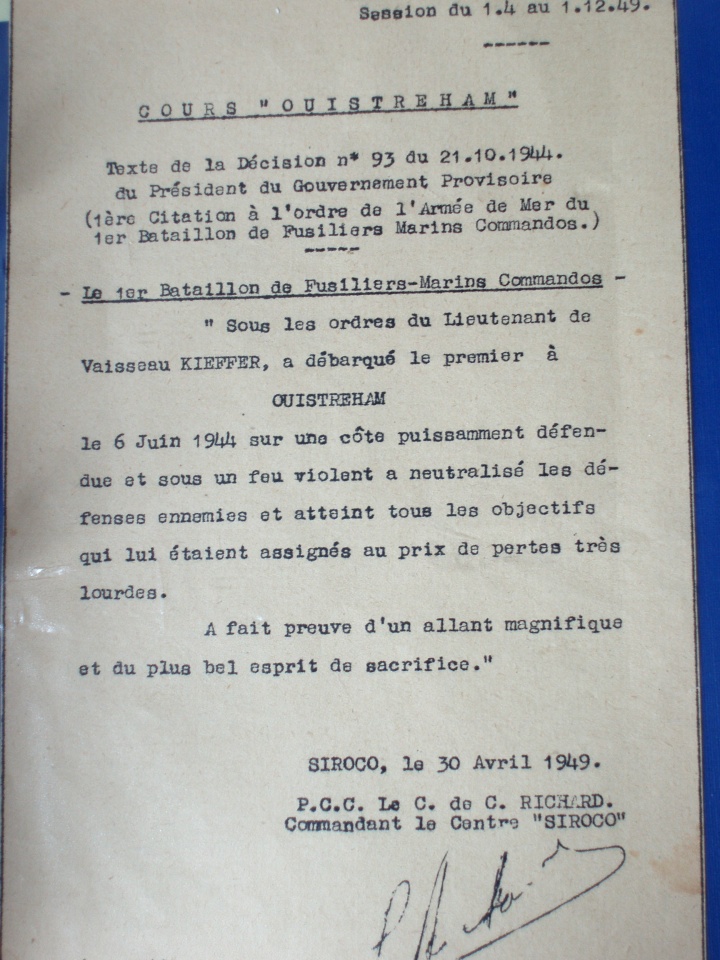 Session du 1.4 au 1.12.49.
------
COURS "OUISTREHAM"
Texte de la Décision n° 93 du 21.10.1944.
du Président du Gouvernement Provisoire
(1ère Citation à l'ordre de l'Armée de Mer du
1er Bataillon de Fusiliers Marins Commandos.)
-----
- Le 1er Bataillon de Fusiliers-Marins Commandos -
" Sous les ordres du Lieutenant de
Vaisseau KIEFFER, a débarqué le premier à
OUISTREHAM
le 6 Juin 1944 sur une côte puissamment défen-
due et sous un feu violent a neutralisé les dé-
fenses ennemies et atteint tous les objectifs
qui lui étaient assignés au prix de pertes très
lourdes.
A fait preuve d'un allant magnifique
et du plus bel esprit de sacrifice."
SIROCO, le 30 Avril 1949.
P.C.C. Le C. de C. RICHARD.
Commandant le Centre "SIROCO"